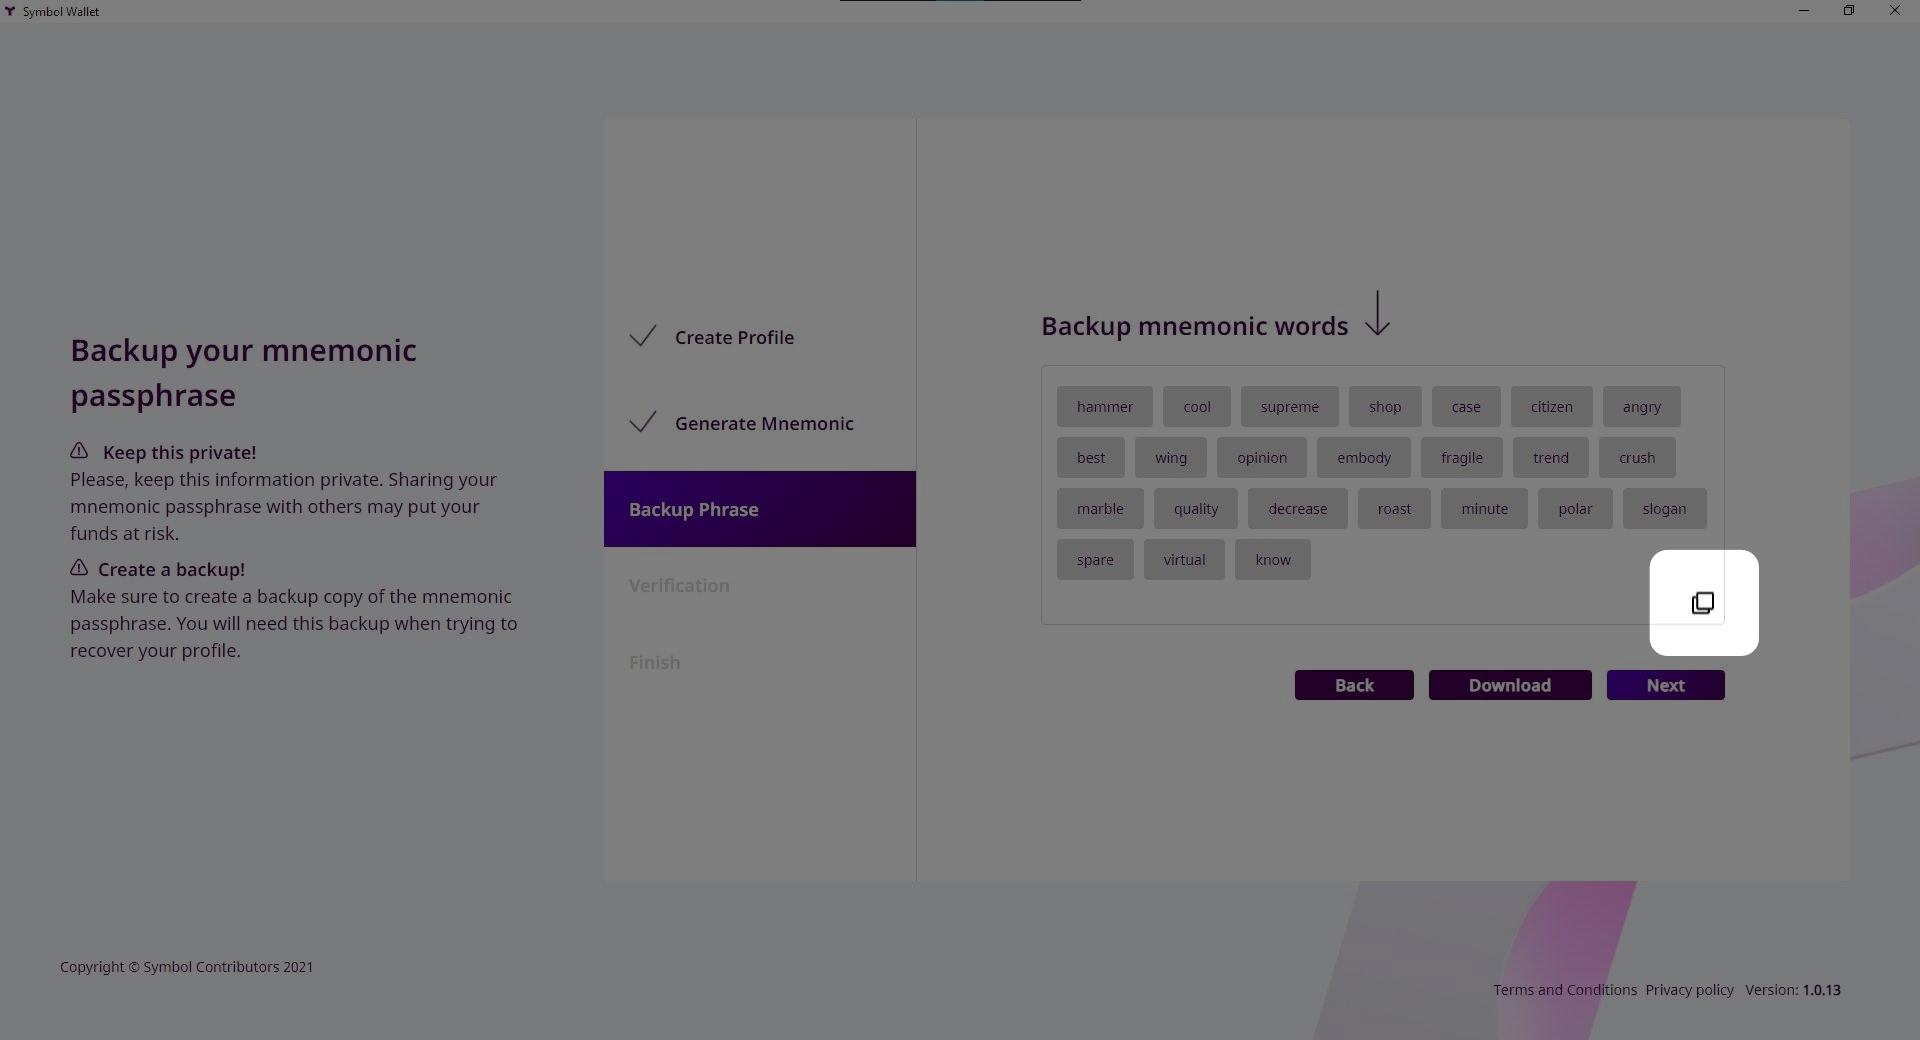 Symbol Wallet
Backup your mnemonic
passphrase
Keep this private!
Please, keep this information private. Sharing your
mnemonic passphrase with others may put your
funds at risk.
Create a backup!
Make sure to create a backup copy of the mnemonic
passphrase. You will need this backup when trying to
recover your profile.
Create Profile
Generate Mnemonic
Backup Phrase
Verification
Finish
Backup mnemonic words
hammer cool supreme shop case citizen angry
best wing opinion embody fragile trend crush
marble quality decrease roast minute polar slogan
spare virtual know
Back Download Next
Copyright © Symbol Contributors 2021
Terms and Conditions Privacy policy Version: 1.0.13